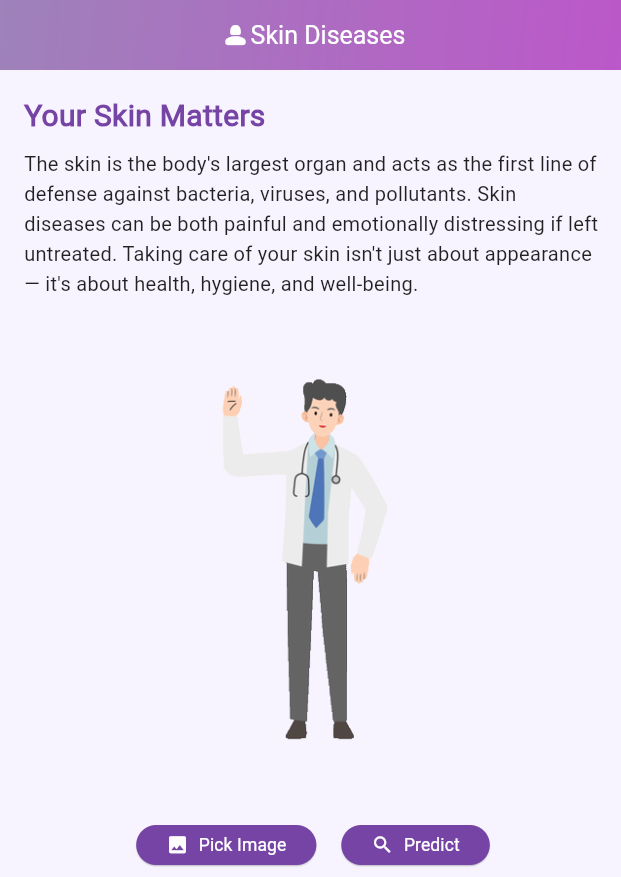 Skin Diseases
Your Skin Matters
The skin is the body's largest organ and acts as the first line of
defense against bacteria, viruses, and pollutants. Skin
diseases can be both painful and emotionally distressing if left
untreated. Taking care of your skin isn't just about appearance
— it's about health, hygiene, and well-being.
Pick Image
Predict